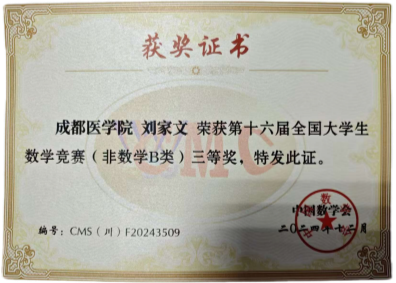 获奖证书
成都医学院 刘家文 荣获第十六届全国大学生
数学竞赛（非数学B类）三等奖，特发此证。
中国数学会
编号：CMS（川）F20243509
二〇二四年十二月